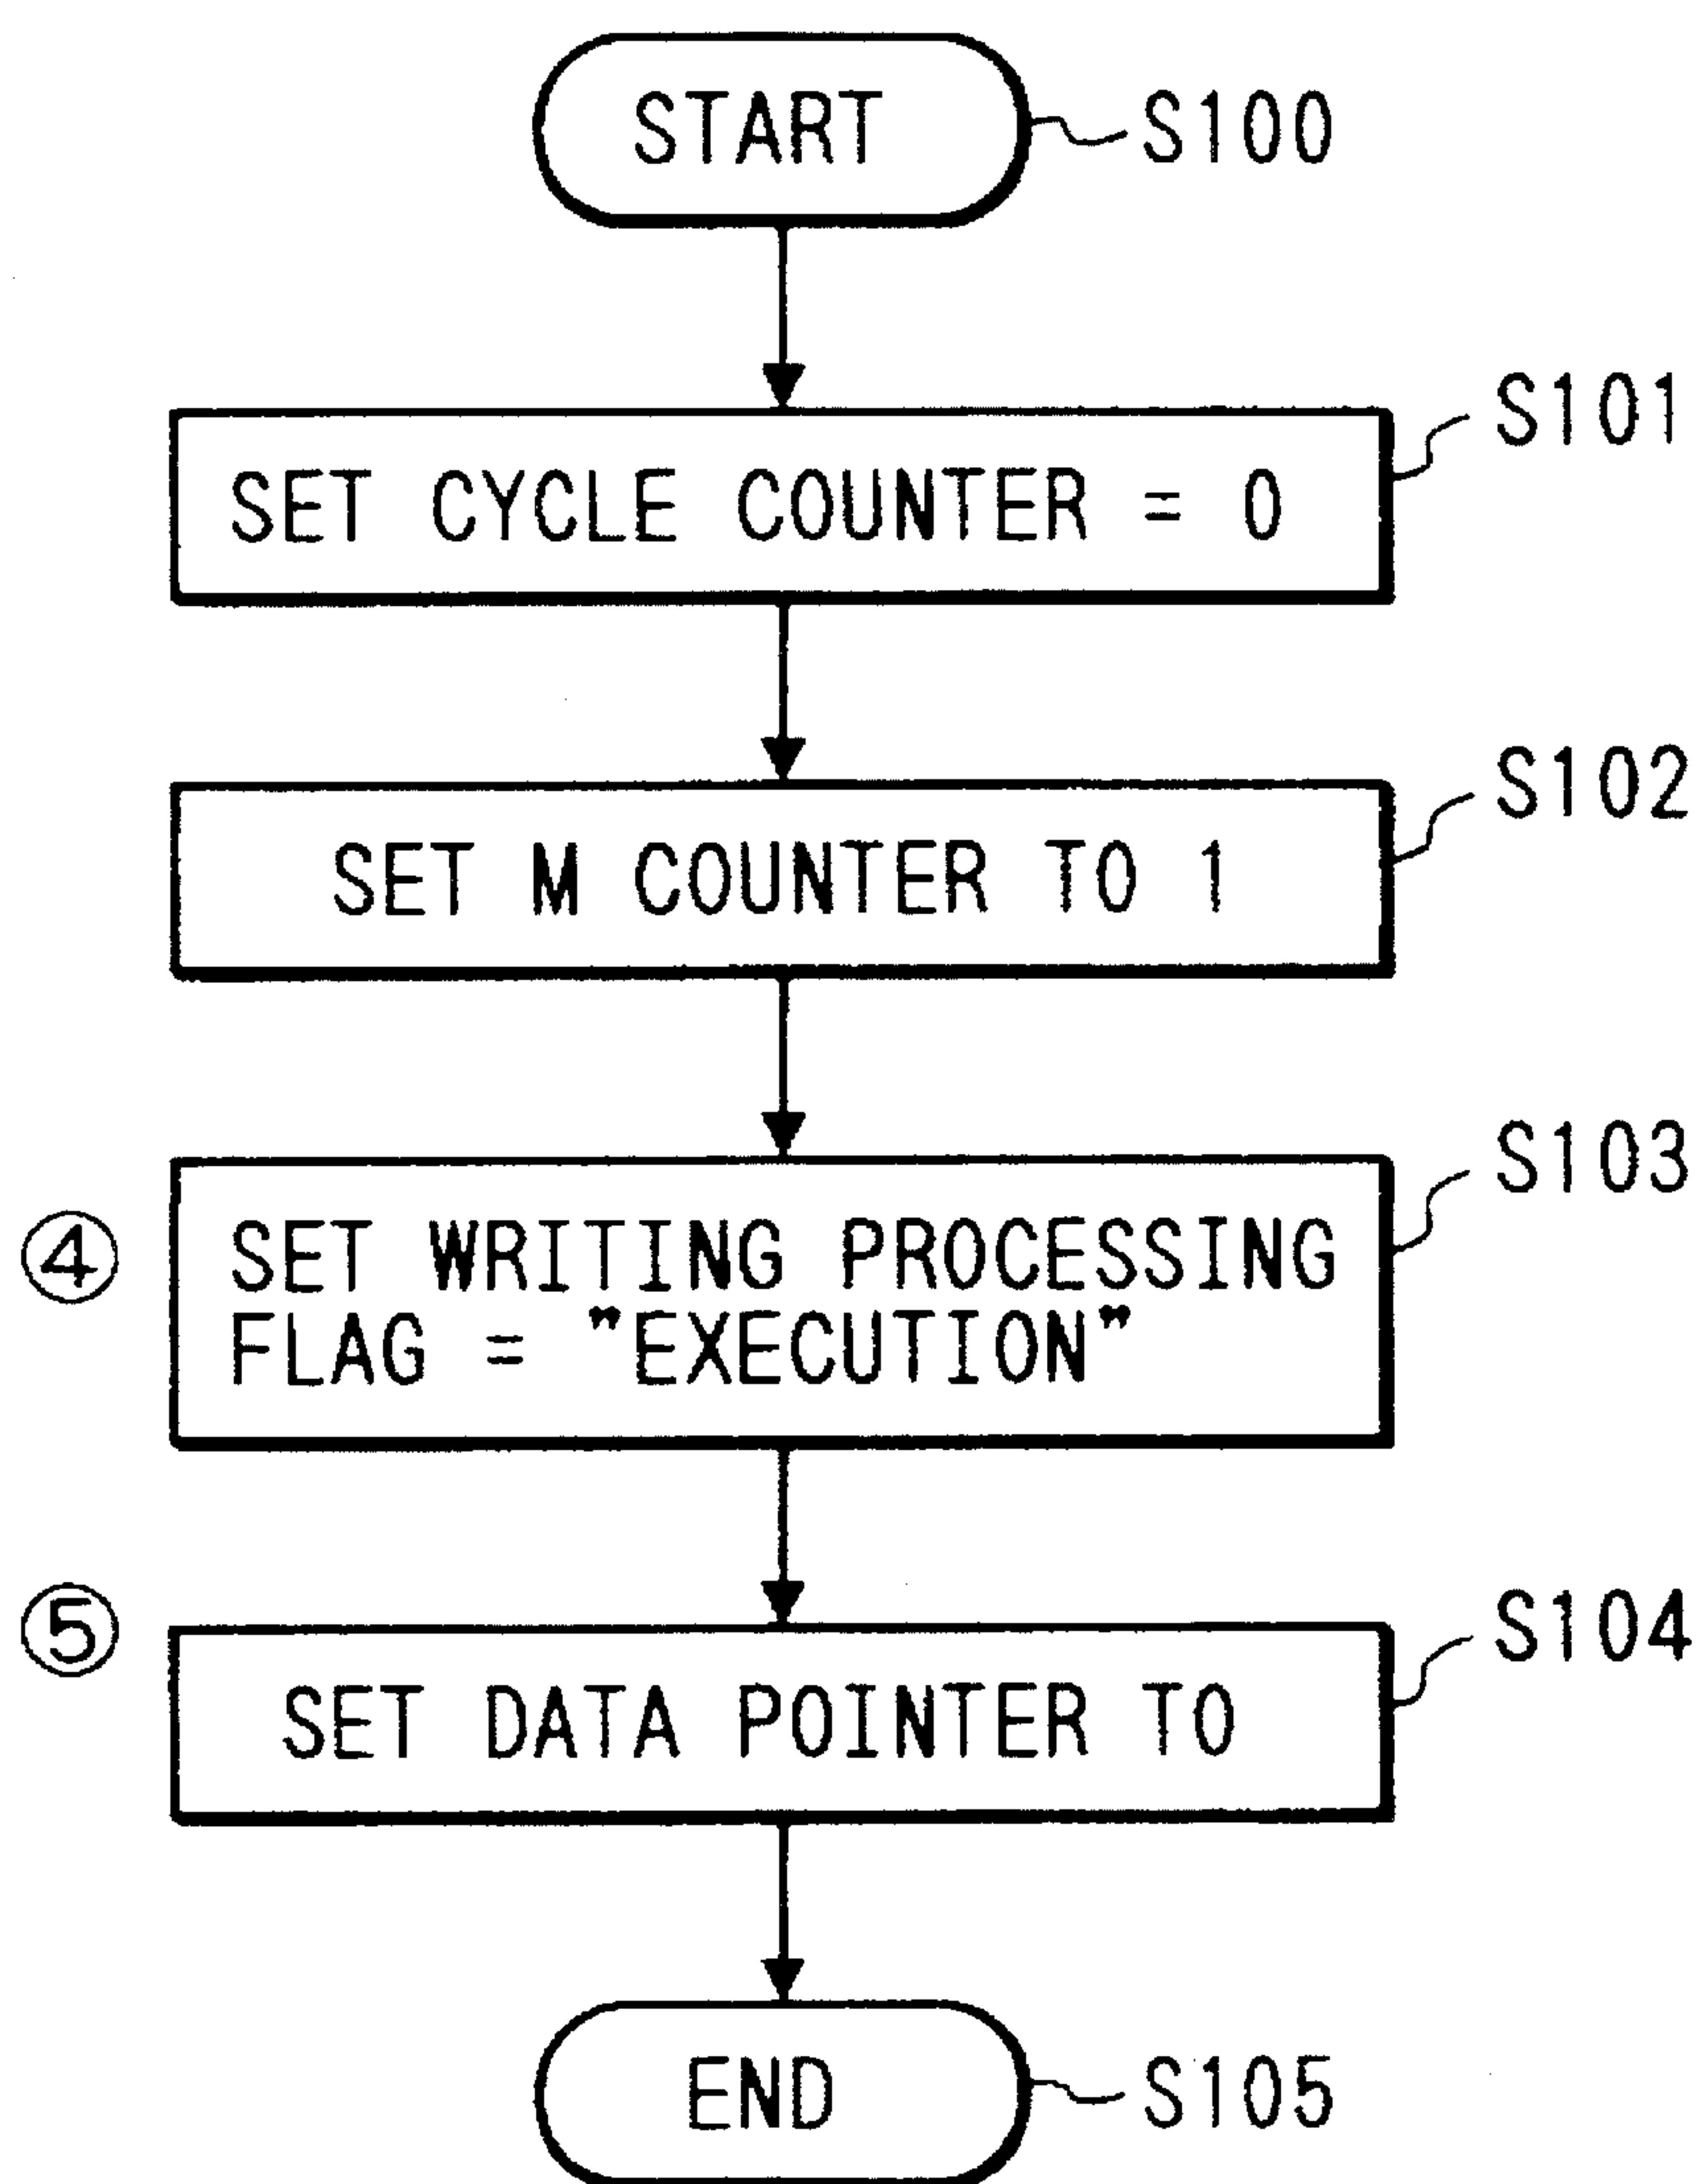 START
S100
S101
SET CYCLE COUNTER = 0
S102
SET M COUNTER TO 1
S103
④
SET WRITING PROCESSING
FLAG = "EXECUTION"
⑤
S104
SET DATA POINTER TO
END
S105